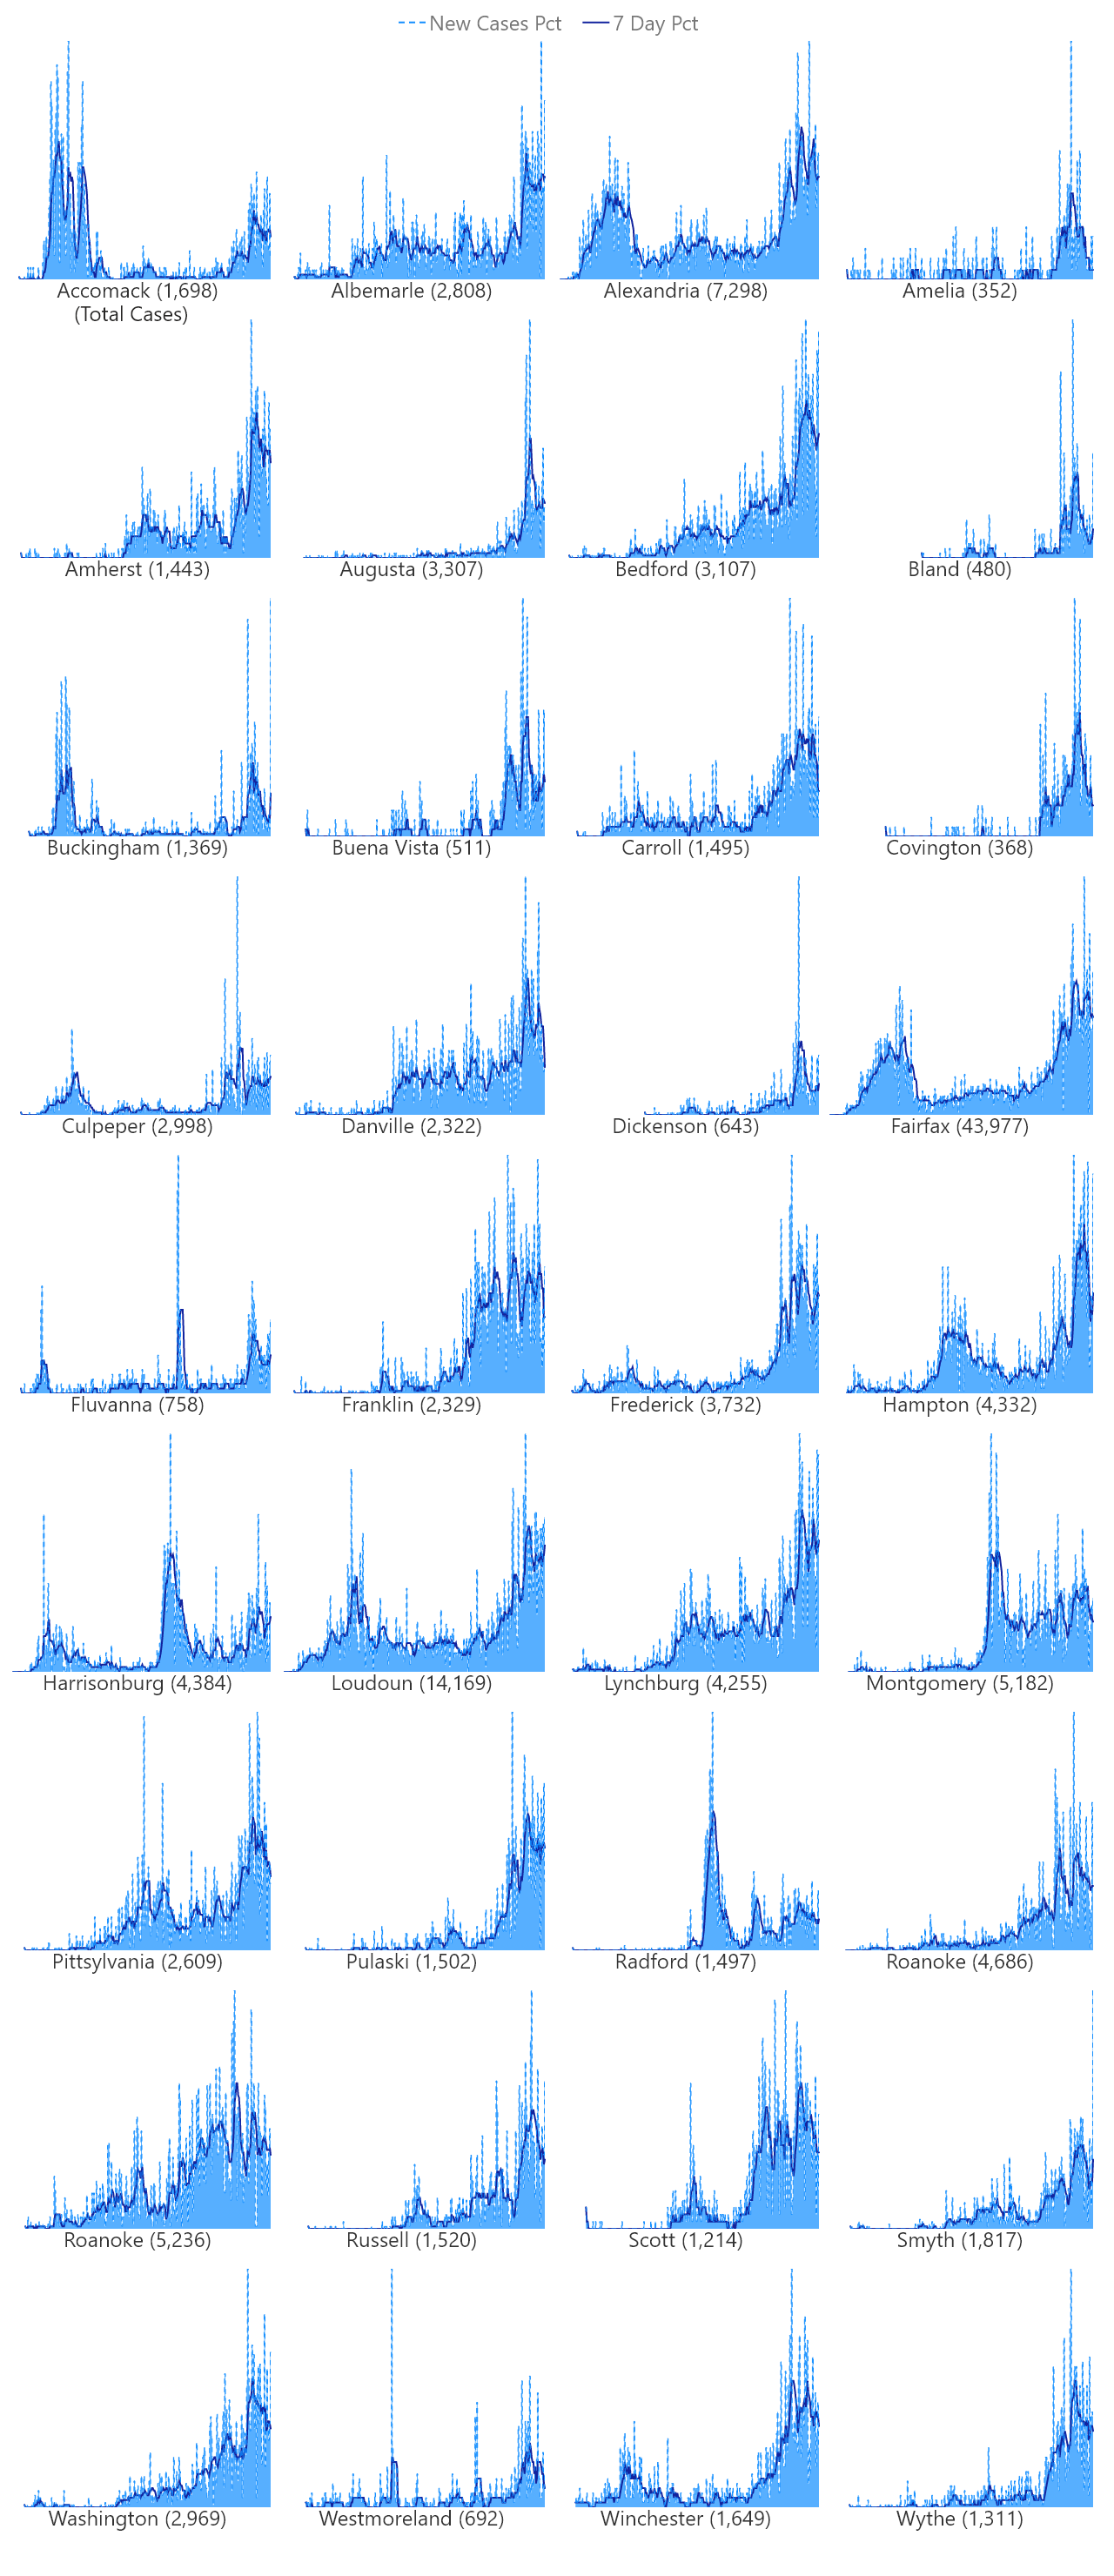 New Cases Pct 7 Day Pct
Accomack (1,698) Albemarle (2,808) Alexandria (7,298) Amelia (352)
(Total Cases)
Amherst (1,443) Augusta (3,307) Bedford (3,107) Bland (480)
Buckingham (1,369) Buena Vista (511) Carroll (1,495) Covington (368)
Culpeper (2,998) Danville (2,322) Dickenson (643) Fairfax (43,977)
Fluvanna (758) Franklin (2,329) Frederick (3,732) Hampton (4,332)
Harrisonburg (4,384) Loudoun (14,169) Lynchburg (4,255) Montgomery (5,182)
Pittsylvania (2,609) Pulaski (1,502) Radford (1,497) Roanoke (4,686)
Roanoke (5,236) Russell (1,520) Scott (1,214) Smyth (1,817)
Washington (2,969) Westmoreland (692) Winchester (1,649) Wythe (1,311)